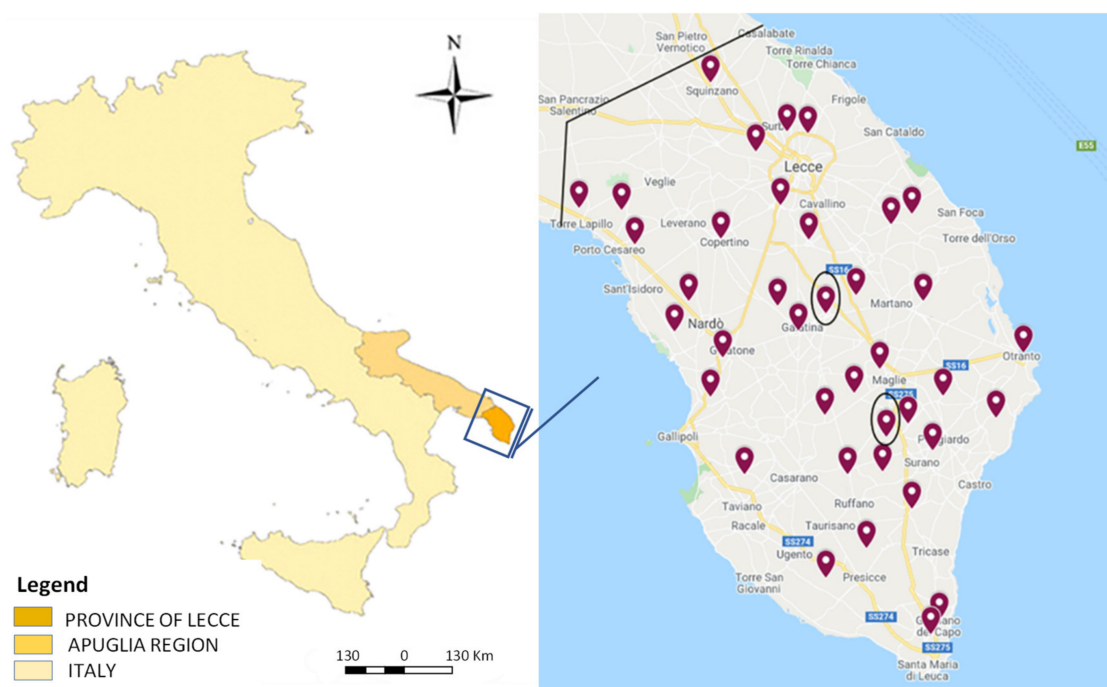 N
Legend
PROVINCE OF LECCE
APUGLIA REGION
ITALY
130 0 130 Km
Casalabate
San Pietro
Vernotico
Torre Rinalda
Torre Chianca
Squinzano
San Pancrazio
Salentino
Frigole
Surb
San Cataldo
E55
Lecce
Veglie
Cavallino
San Foca
Torre Lapillo
Leverano
Copertino
Torre dell'Orso
Porto Cesareo
SS16
Sant'Isidoro
Martano
Nardò
Galatina
Otranto
SS16
Maglie
SS275
Gallipoli
Surano
Casarano
Castro
Taviano
Ruffano
Racale
Taurisano
SS274
Ugento
Tricase
Torre San
Giovanni
Presicce
SS274
del Capo
SS275
Santa Maria
di Leuca